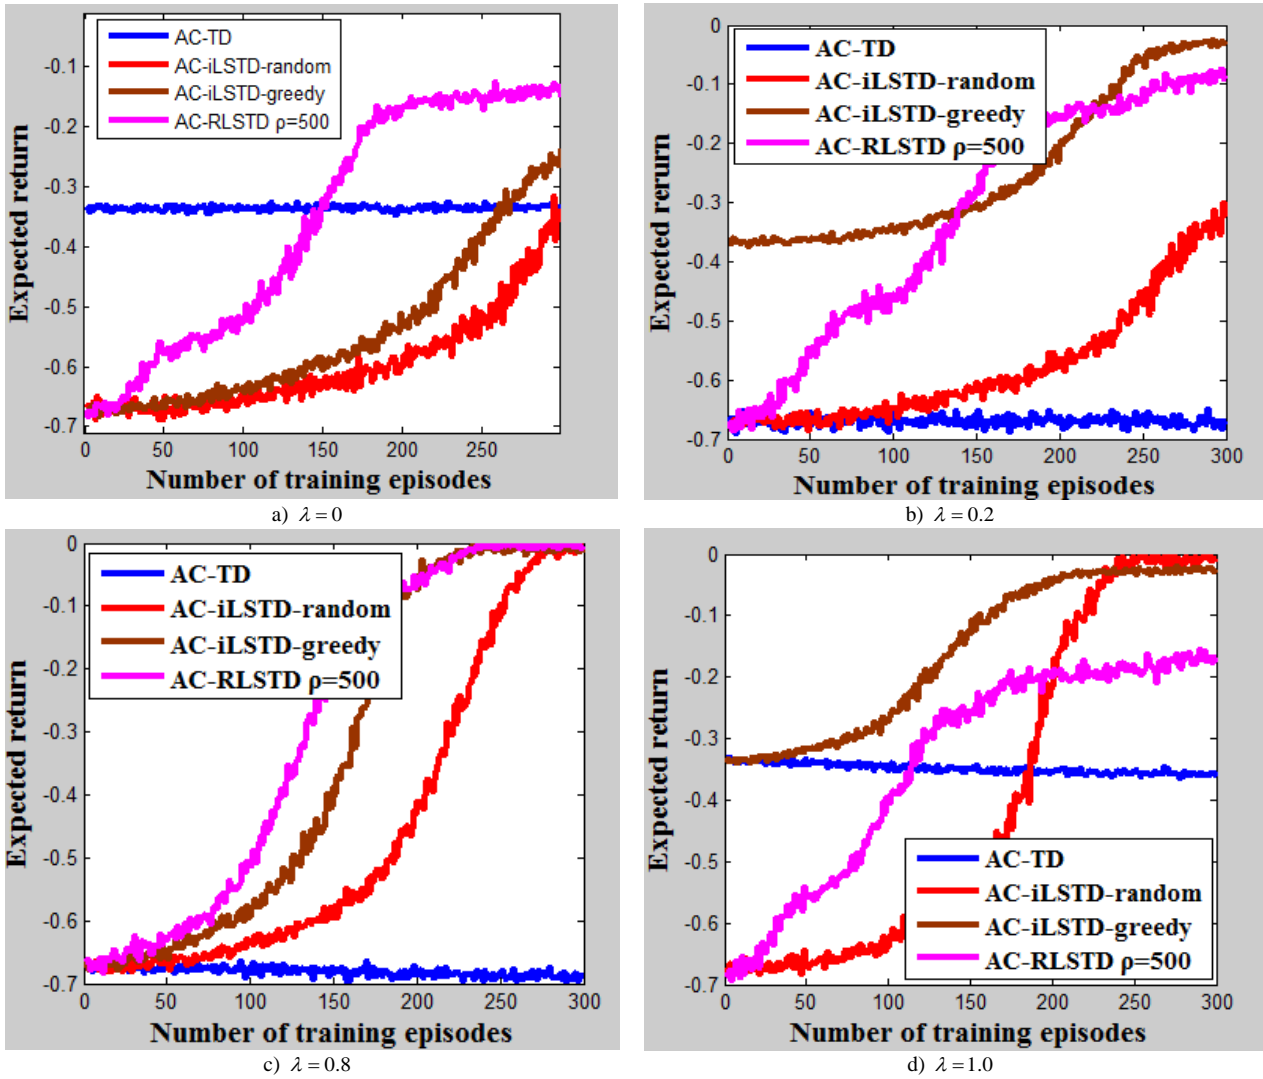 AC-TD
AC-iLSTD-random
AC-iLSTD-greedy
AC-RLSTD ρ=500
-0.1
-0.2
-0.3
-0.4
-0.5
-0.6
-0.7
0
50
100
150
200
250
Expected return
Number of training episodes
a) λ = 0
AC-TD
AC-iLSTD-random
AC-iLSTD-greedy
AC-RLSTD ρ=500
0
-0.1
-0.2
-0.3
-0.4
-0.5
-0.6
-0.7
0
50
100
150
200
250
300
Expected rerurn
Number of training episodes
b) λ = 0.2
AC-TD
AC-iLSTD-random
AC-iLSTD-greedy
AC-RLSTD ρ=500
0
-0.1
-0.2
-0.3
-0.4
-0.5
-0.6
-0.7
0
50
100
150
200
250
300
Expected return
Number of training episodes
c) λ = 0.8
AC-TD
AC-iLSTD-random
AC-iLSTD-greedy
AC-RLSTD ρ=500
0
-0.1
-0.2
-0.3
-0.4
-0.5
-0.6
-0.7
0
50
100
150
200
250
300
Expected return
Number of training episodes
d) λ =1.0